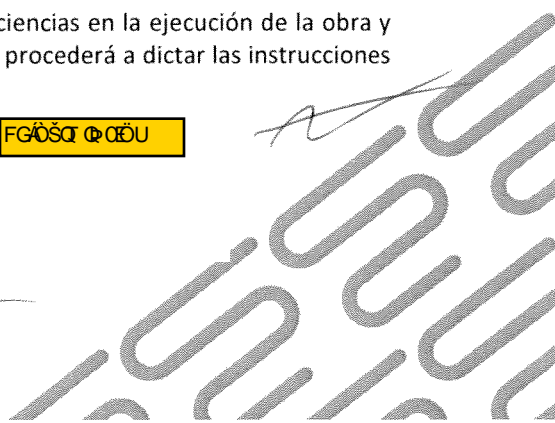 ciencias en la ejecución de la obra y
procederá a dictar las instrucciones